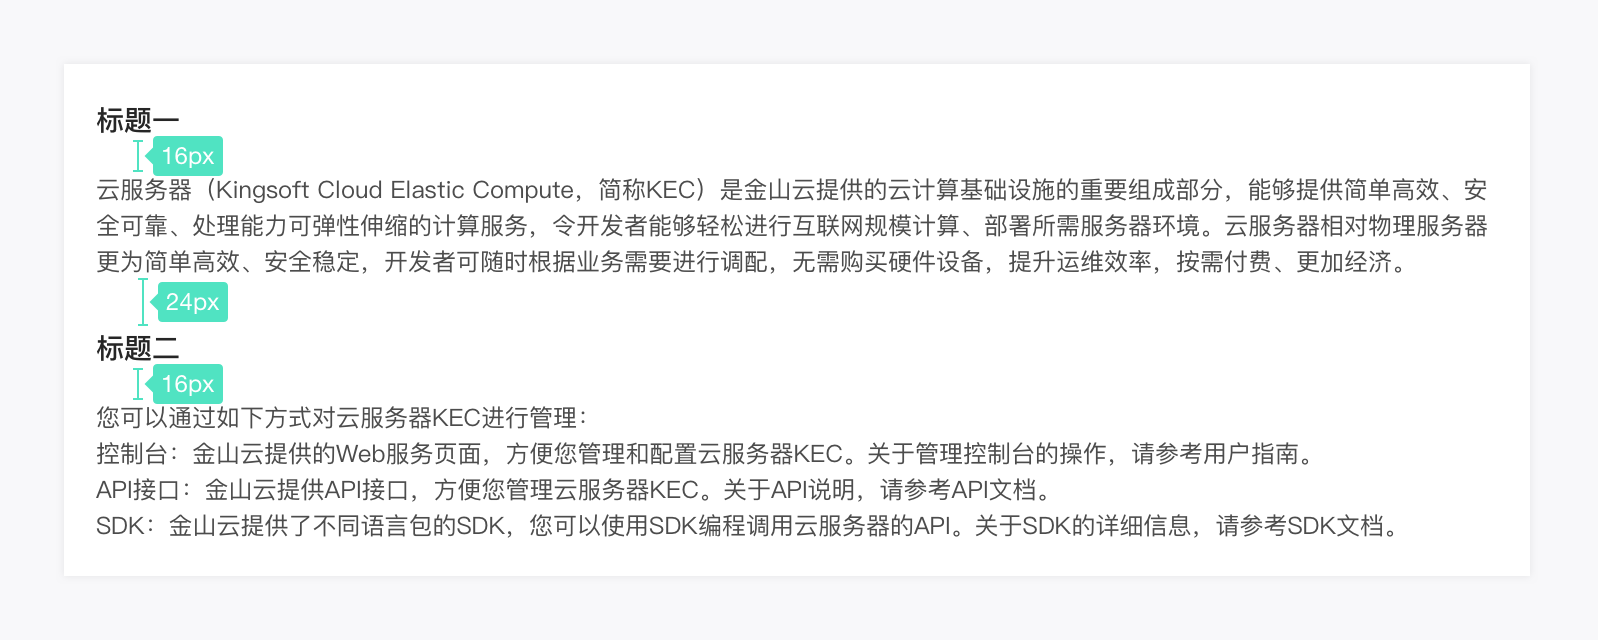 标题一
16px
云服务器（Kingsoft Cloud Elastic Compute，简称KEC）是金山云提供的云计算基础设施的重要组成部分，能够提供简单高效、安
全可靠、处理能力可弹性伸缩的计算服务，令开发者能够轻松进行互联网规模计算、部署所需服务器环境。云服务器相对物理服务器
更为简单高效、安全稳定，开发者可随时根据业务需要进行调配，无需购买硬件设备，提升运维效率，按需付费、更加经济。
24px
标题二
16px
您可以通过如下方式对云服务器KEC进行管理：
控制台：金山云提供的Web服务页面，方便您管理和配置云服务器KEC。关于管理控制台的操作，请参考用户指南。
API接口：金山云提供API接口，方便您管理云服务器KEC。关于API说明，请参考API文档。
SDK：金山云提供了不同语言包的SDK，您可以使用SDK编程调用云服务器的API。关于SDK的详细信息，请参考SDK文档。